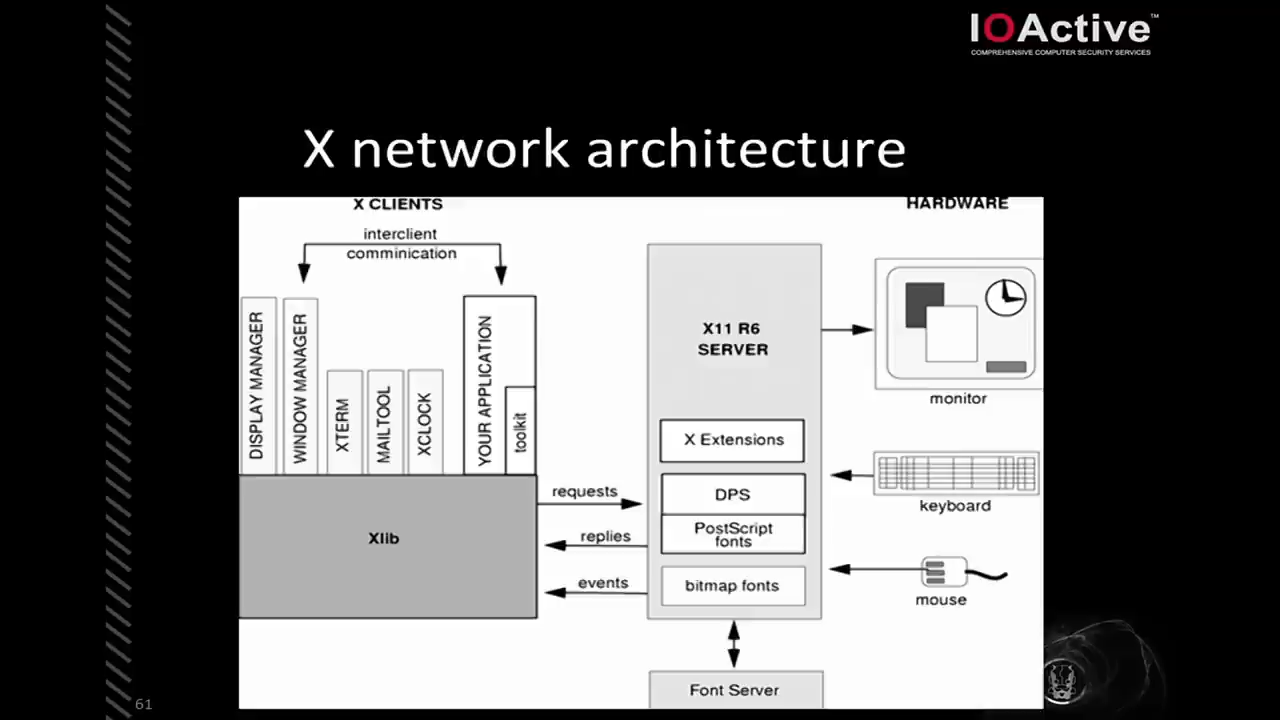 IOActive™
COMPREHENSIVE COMPUTER SECURITY SERVICES
X network architecture
X CLIENTS
HARDWARE
interclient
comminication
DISPLAY MANAGER
WINDOW MANAGER
XTERM
MAILTOOL
XCLOCK
YOUR APPLICATION
toolkit
Xlib
requests
replies
events
X11 R6
SERVER
X Extensions
DPS
PostScript
fonts
bitmap fonts
Font Server
monitor
keyboard
mouse
61